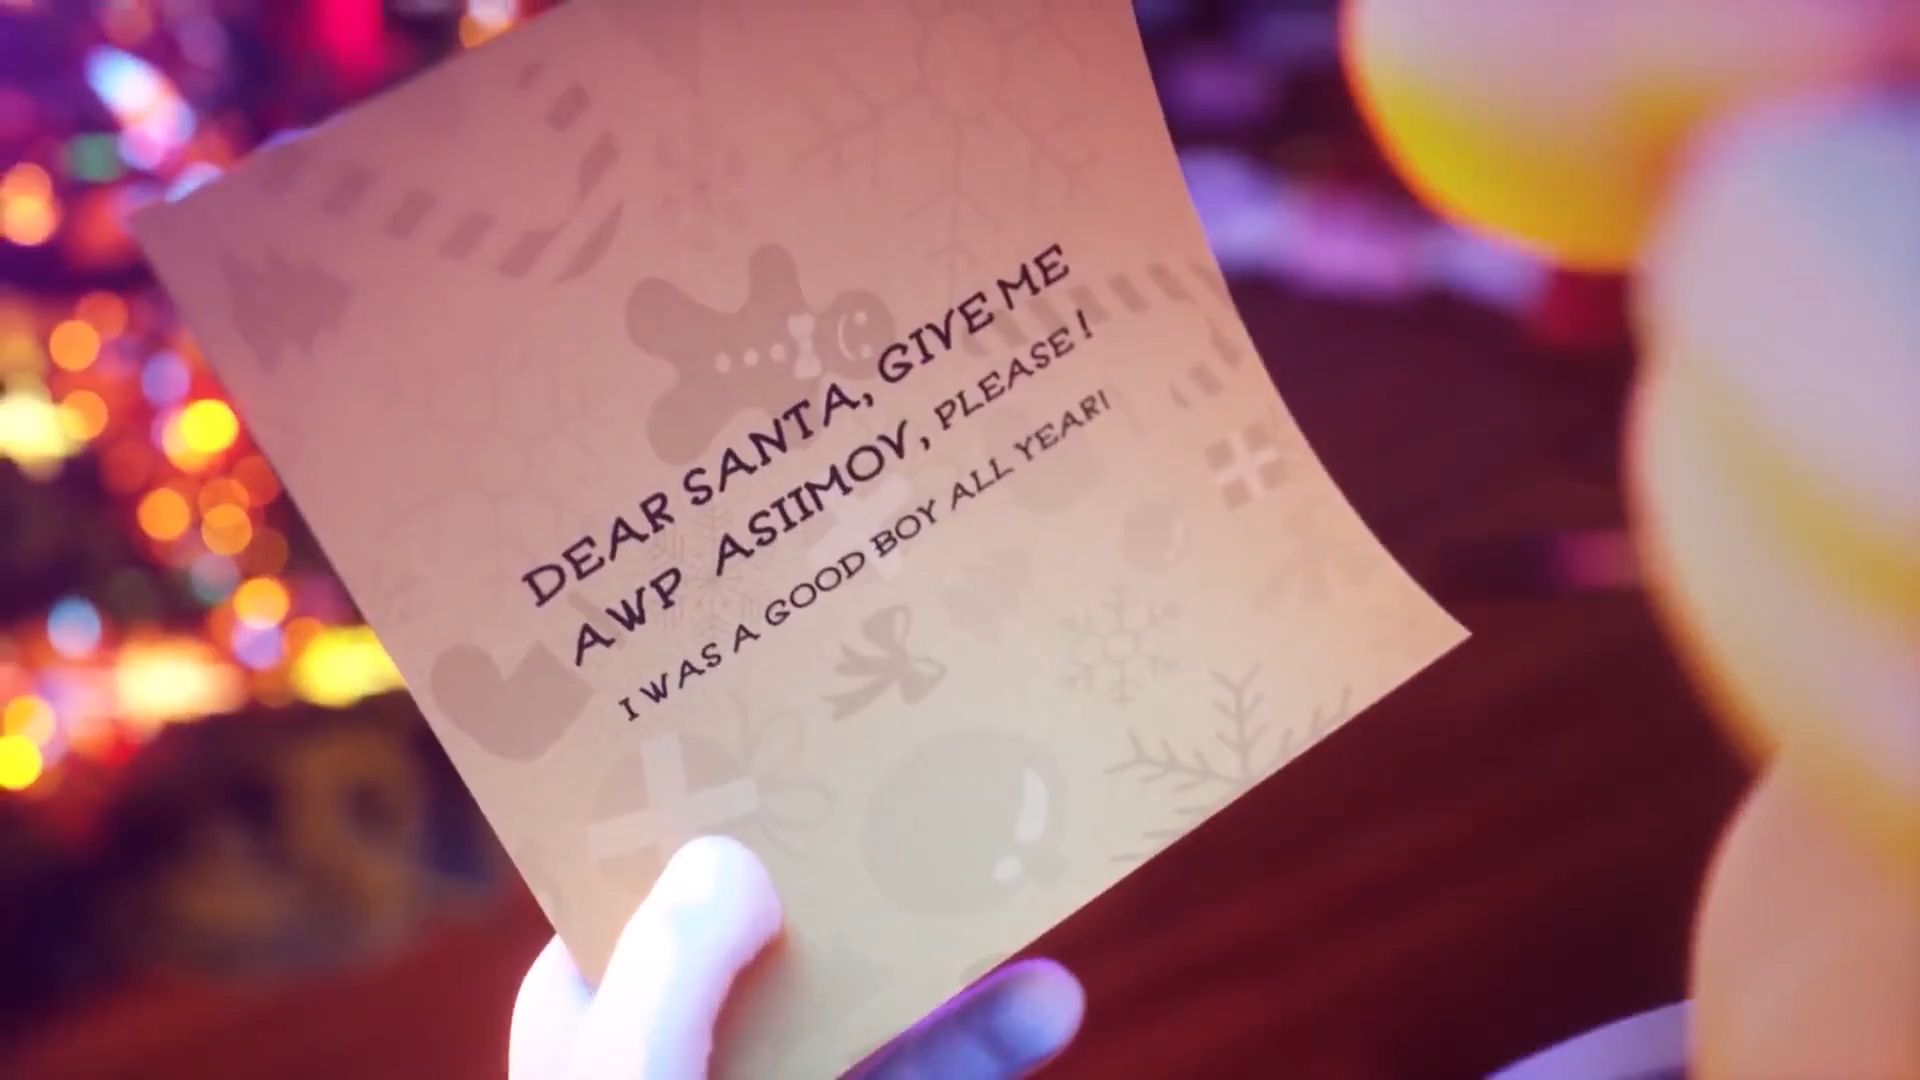 DEAR SANTA, GIVE ME
AWP ASIIMOV, PLEASE!
I WAS A GOOD BOY ALL YEAR!